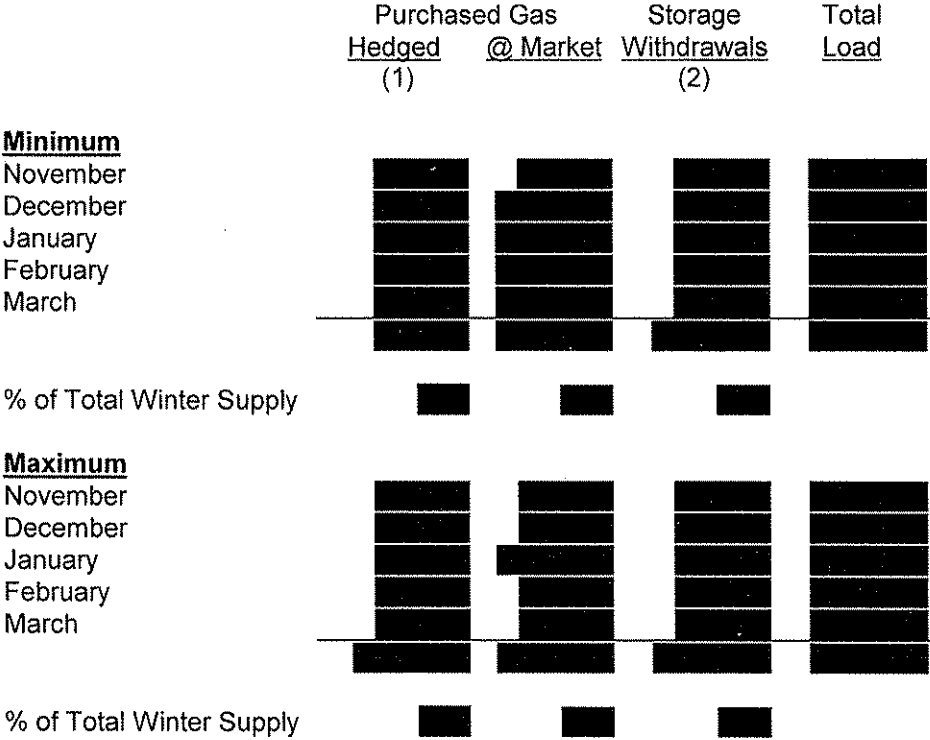 Purchased Gas Storage Total
Hedged @ Market Withdrawals Load
(1) (2)
Minimum
November
December
January
February
March
% of Total Winter Supply
Maximum
November
December
January
February
March
% of Total Winter Supply